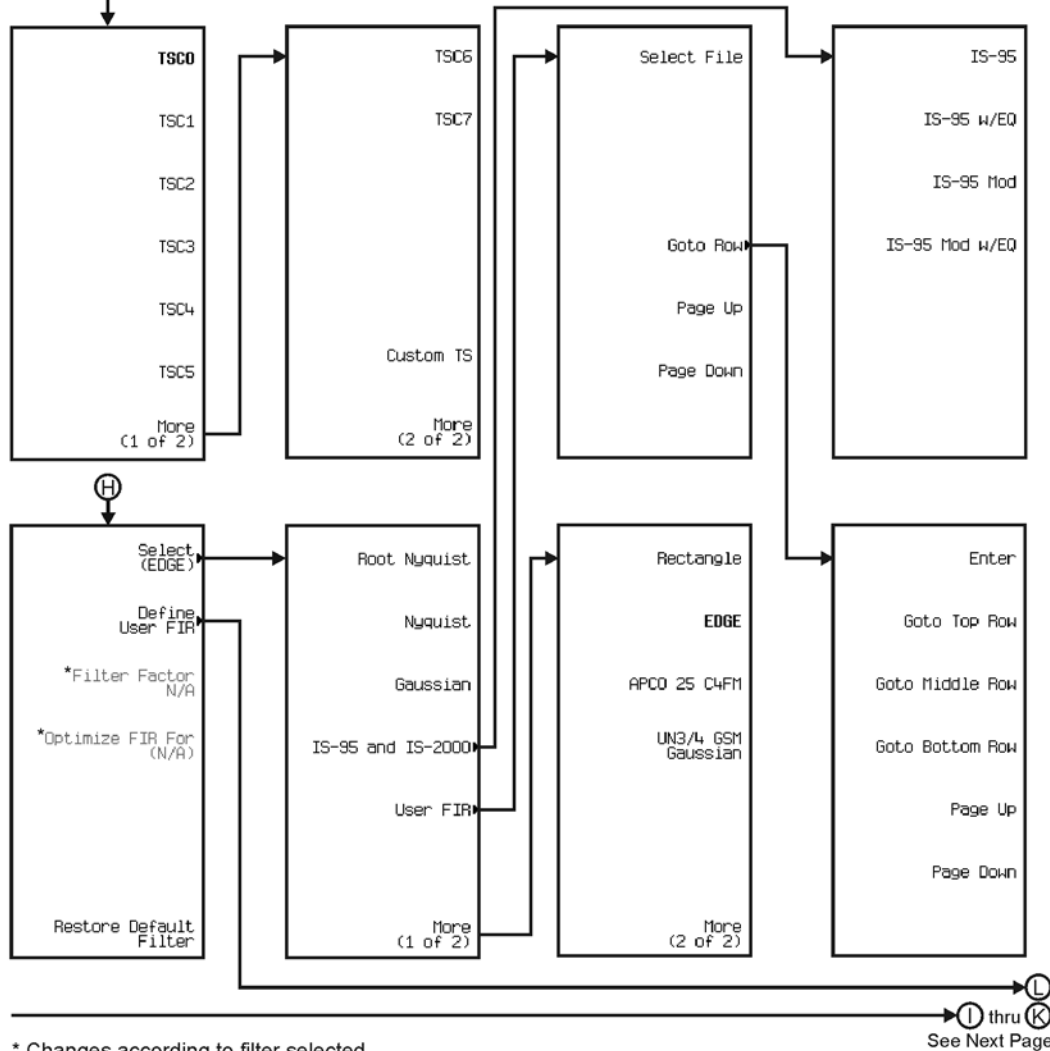 TSC0
TSC1
TSC2
TSC3
TSC4
TSC5
More
(1 of 2)
TSC6
TSC7
Custom TS
More
(2 of 2)
Select File
Goto Row
Page Up
Page Down
IS-95
IS-95 w/EQ
IS-95 Mod
IS-95 Mod w/EQ
H
Select
(EDGE)
Define
User FIR
*Filter Factor
N/A
*Optimize FIR For
(N/A)
Restore Default
Filter
Root Nyquist
Nyquist
Gaussian
IS-95 and IS-2000
User FIR
More
(1 of 2)
Rectangle
EDGE
APCO 25 C4FM
UN3/4 GSM
Gaussian
More
(2 of 2)
Enter
Goto Top Row
Goto Middle Row
Goto Bottom Row
Page Up
Page Down
L
I thru K
See Next Page
* Changes according to filter selected